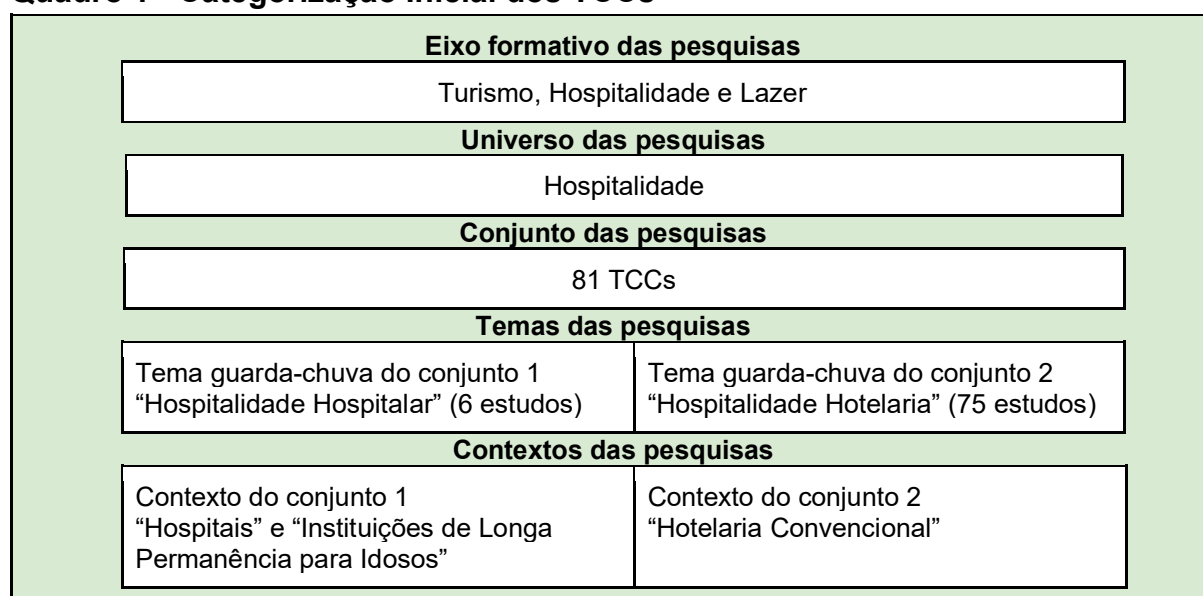 Eixo formativo das pesquisas
Turismo, Hospitalidade e Lazer
Universo das pesquisas
Hospitalidade
Conjunto das pesquisas
81 TCCs
Temas das pesquisas
Tema guarda-chuva do conjunto 1
“Hospitalidade Hospitalar” (6 estudos)
Tema guarda-chuva do conjunto 2
“Hospitalidade Hotelaria” (75 estudos)
Contextos das pesquisas
Contexto do conjunto 1
“Hospitais” e “Instituições de Longa
Permanência para Idosos”
Contexto do conjunto 2
“Hotelaria Convencional”